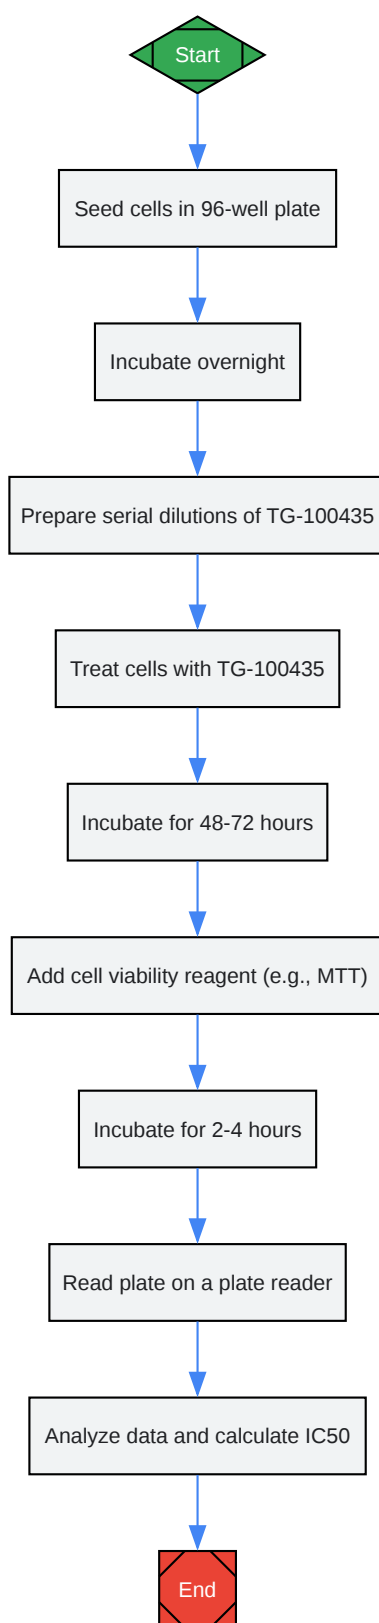 Start
Seed cells in 96-well plate
Incubate overnight
Prepare serial dilutions of TG-100435
Treat cells with TG-100435
Incubate for 48-72 hours
Add cell viability reagent (e.g., MTT)
Incubate for 2-4 hours
Read plate on a plate reader
Analyze data and calculate IC50
End